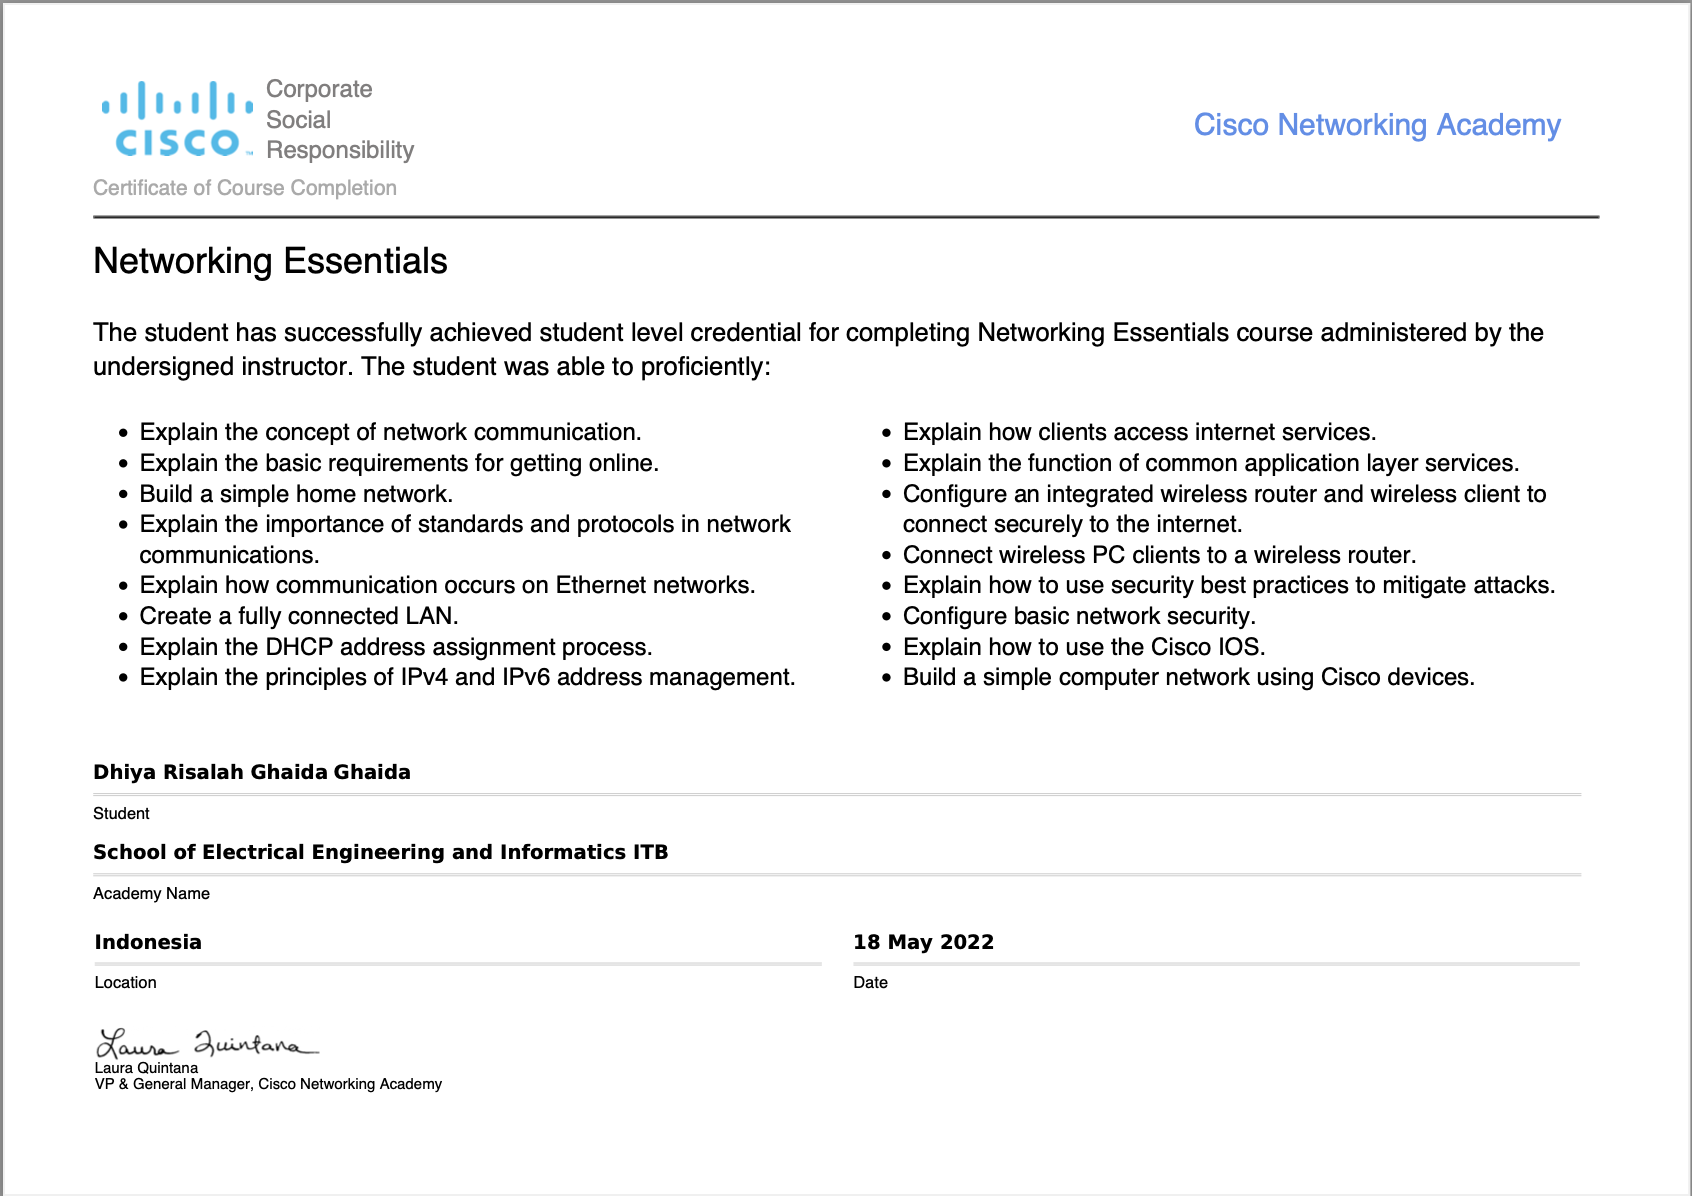 CISCO
Corporate
Social
Responsibility
Cisco Networking Academy
Certificate of Course Completion
Networking Essentials
The student has successfully achieved student level credential for completing Networking Essentials course administered by the
undersigned instructor. The student was able to proficiently:
• Explain the concept of network communication.
• Explain the basic requirements for getting online.
• Build a simple home network.
• Explain the importance of standards and protocols in network
communications.
• Explain how communication occurs on Ethernet networks.
• Create a fully connected LAN.
• Explain the DHCP address assignment process.
• Explain the principles of IPv4 and IPv6 address management.
• Explain how clients access internet services.
• Explain the function of common application layer services.
• Configure an integrated wireless router and wireless client to
connect securely to the internet.
• Connect wireless PC clients to a wireless router.
• Explain how to use security best practices to mitigate attacks.
• Configure basic network security.
• Explain how to use the Cisco IOS.
• Build a simple computer network using Cisco devices.
Dhiya Risalah Ghaida Ghaida
Student
School of Electrical Engineering and Informatics ITB
Academy Name
Indonesia
Location
18 May 2022
Date
Laura Quintana
Laura Quintana
VP & General Manager, Cisco Networking Academy